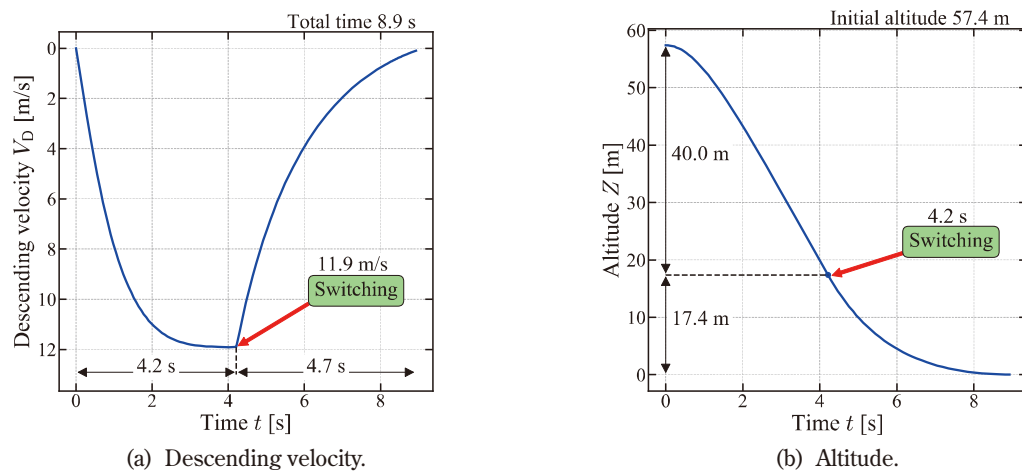 Total time 8.9 s
0
2
4
6
8
10
12
Descending velocity V_D [m/s]
11.9 m/s
Switching
4.2 s
4.7 s
0
2
4
6
8
Time t [s]
(a) Descending velocity.
Initial altitude 57.4 m
60
50
40
30
20
10
0
Altitude Z [m]
40.0 m
17.4 m
4.2 s
Switching
0
2
4
6
8
Time t [s]
(b) Altitude.